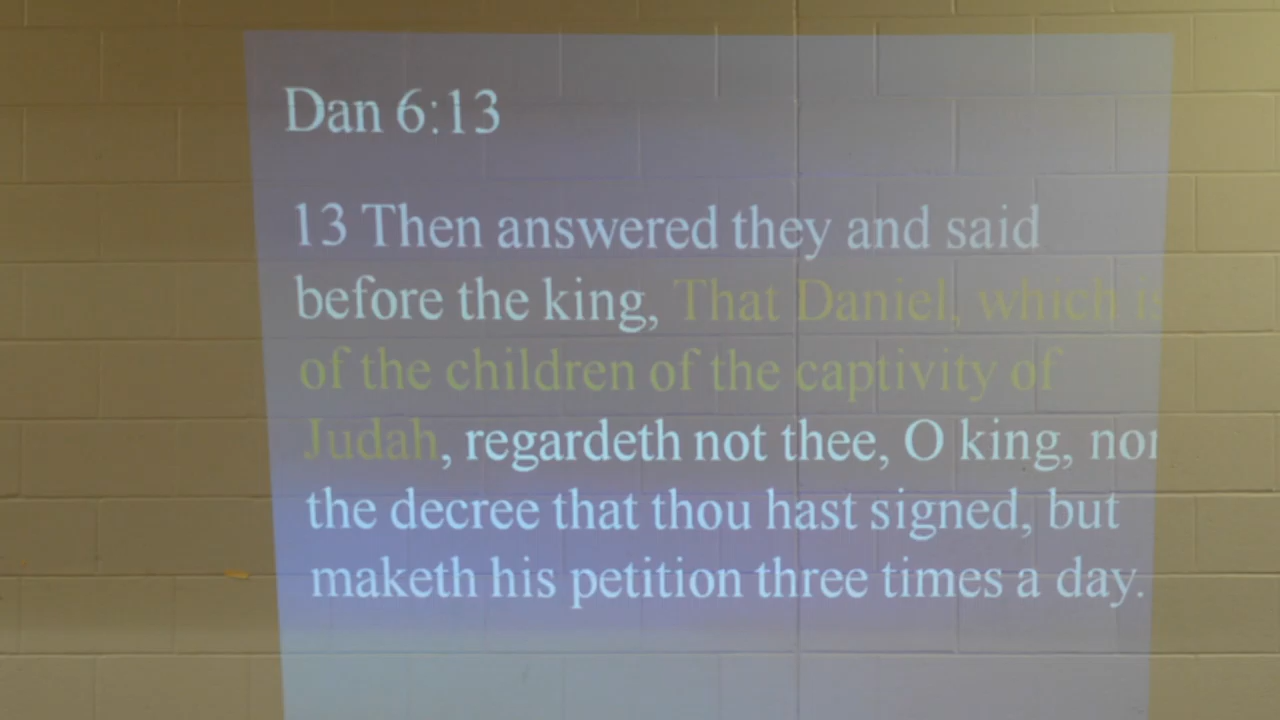 Dan 6:13
13 Then answered they and said
before the king, That Daniel, which is
of the children of the captivity of
Judah, regardeth not thee, O king, nor
the decree that thou hast signed, but
maketh his petition three times a day.